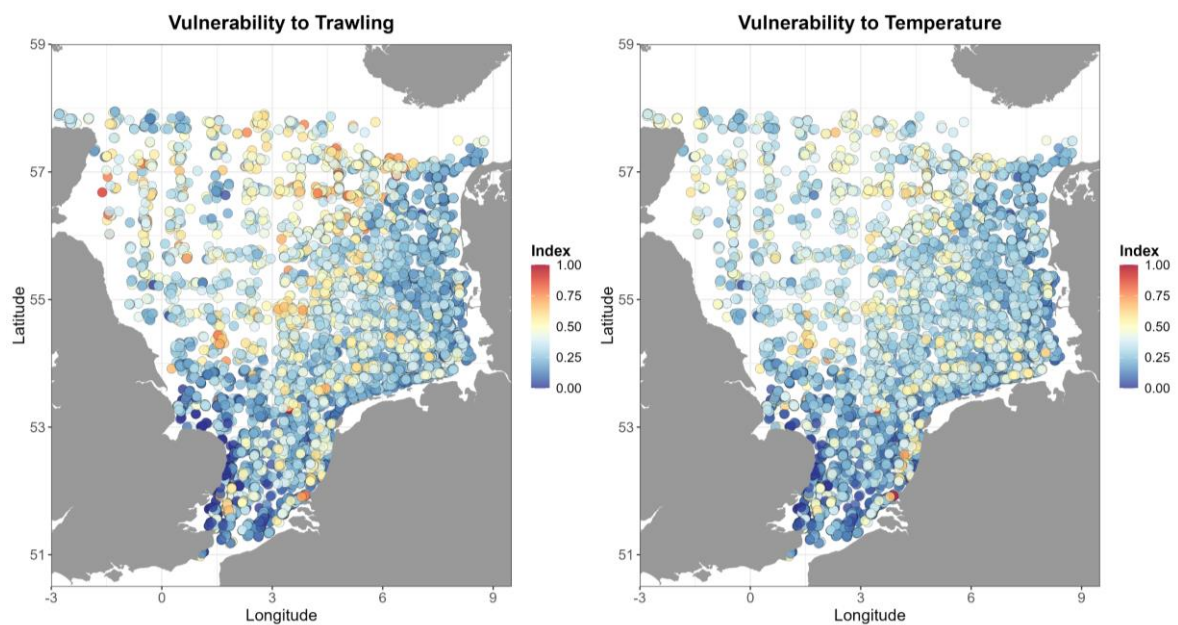 Vulnerability to Trawling
59
57
55
53
51
Latitude
-3 0 3 6 9
Longitude
Index
1.00
0.75
0.50
0.25
0.00
Vulnerability to Temperature
59
57
55
53
51
Latitude
-3 0 3 6 9
Longitude
Index
1.00
0.75
0.50
0.25
0.00